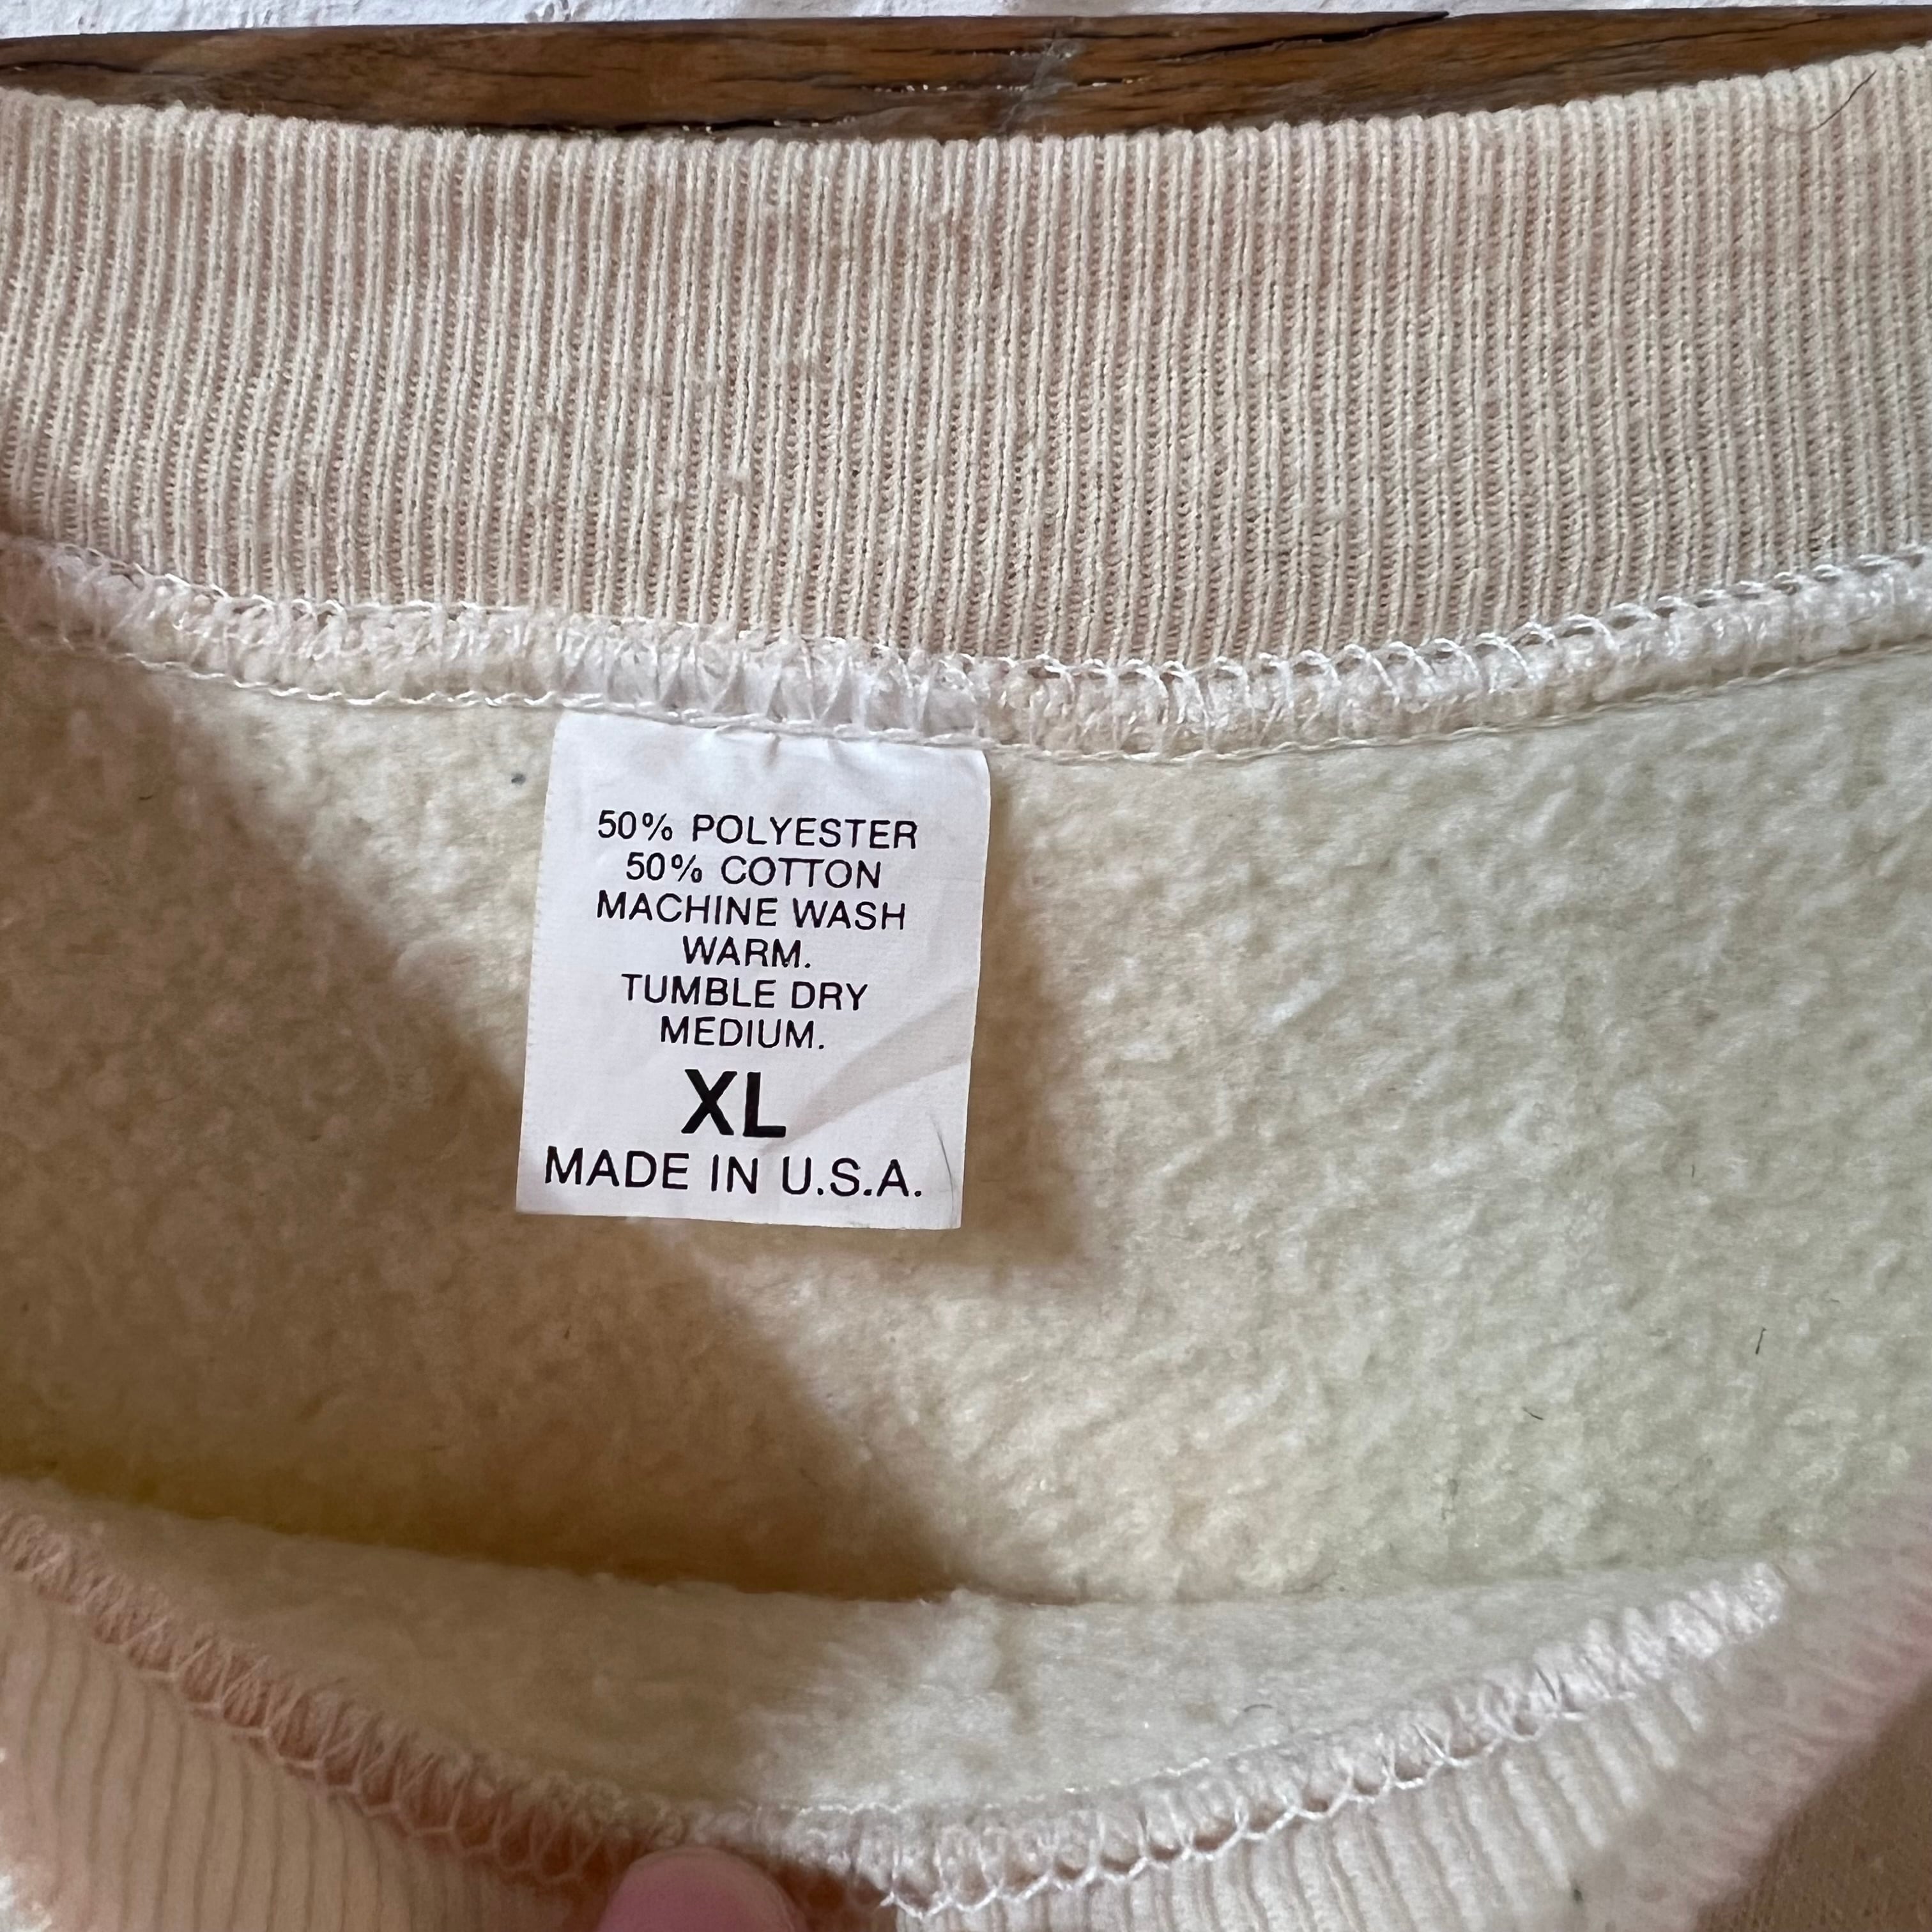 50% POLYESTER
50% COTTON
MACHINE WASH
WARM.
TUMBLE DRY
MEDIUM.
XL
MADE IN U.S.A.